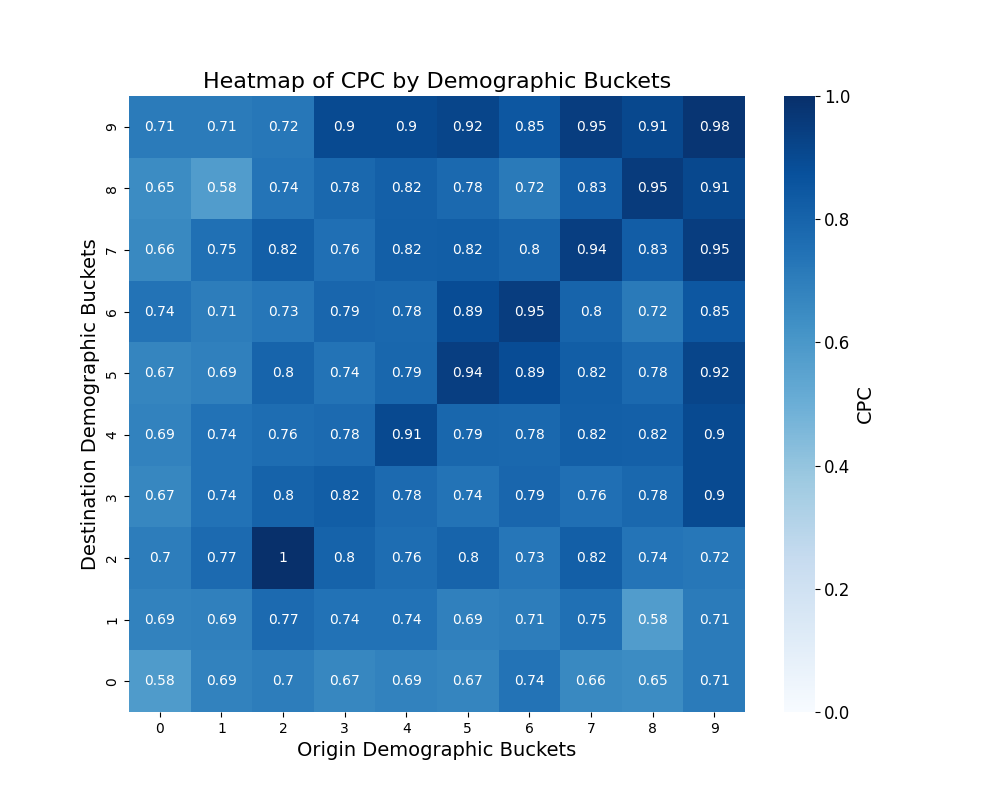 Heatmap of CPC by Demographic Buckets
9 0.71 0.71 0.72 0.9 0.9 0.92 0.85 0.95 0.91 0.98
8 0.65 0.58 0.74 0.78 0.82 0.78 0.72 0.83 0.95 0.91
7 0.66 0.75 0.82 0.76 0.82 0.82 0.8 0.94 0.83 0.95
6 0.74 0.71 0.73 0.79 0.78 0.89 0.95 0.8 0.72 0.85
5 0.67 0.69 0.8 0.74 0.79 0.94 0.89 0.82 0.78 0.92
4 0.69 0.74 0.76 0.78 0.91 0.79 0.78 0.82 0.82 0.9
3 0.67 0.74 0.8 0.82 0.78 0.74 0.79 0.76 0.78 0.9
2 0.7 0.77 1 0.8 0.76 0.8 0.73 0.82 0.74 0.72
1 0.69 0.69 0.77 0.74 0.74 0.69 0.71 0.75 0.58 0.71
0 0.58 0.69 0.7 0.67 0.69 0.67 0.74 0.66 0.65 0.71
0 1 2 3 4 5 6 7 8 9
Origin Demographic Buckets
Destination Demographic Buckets
1.0
0.8
0.6
0.4
0.2
0.0
CPC